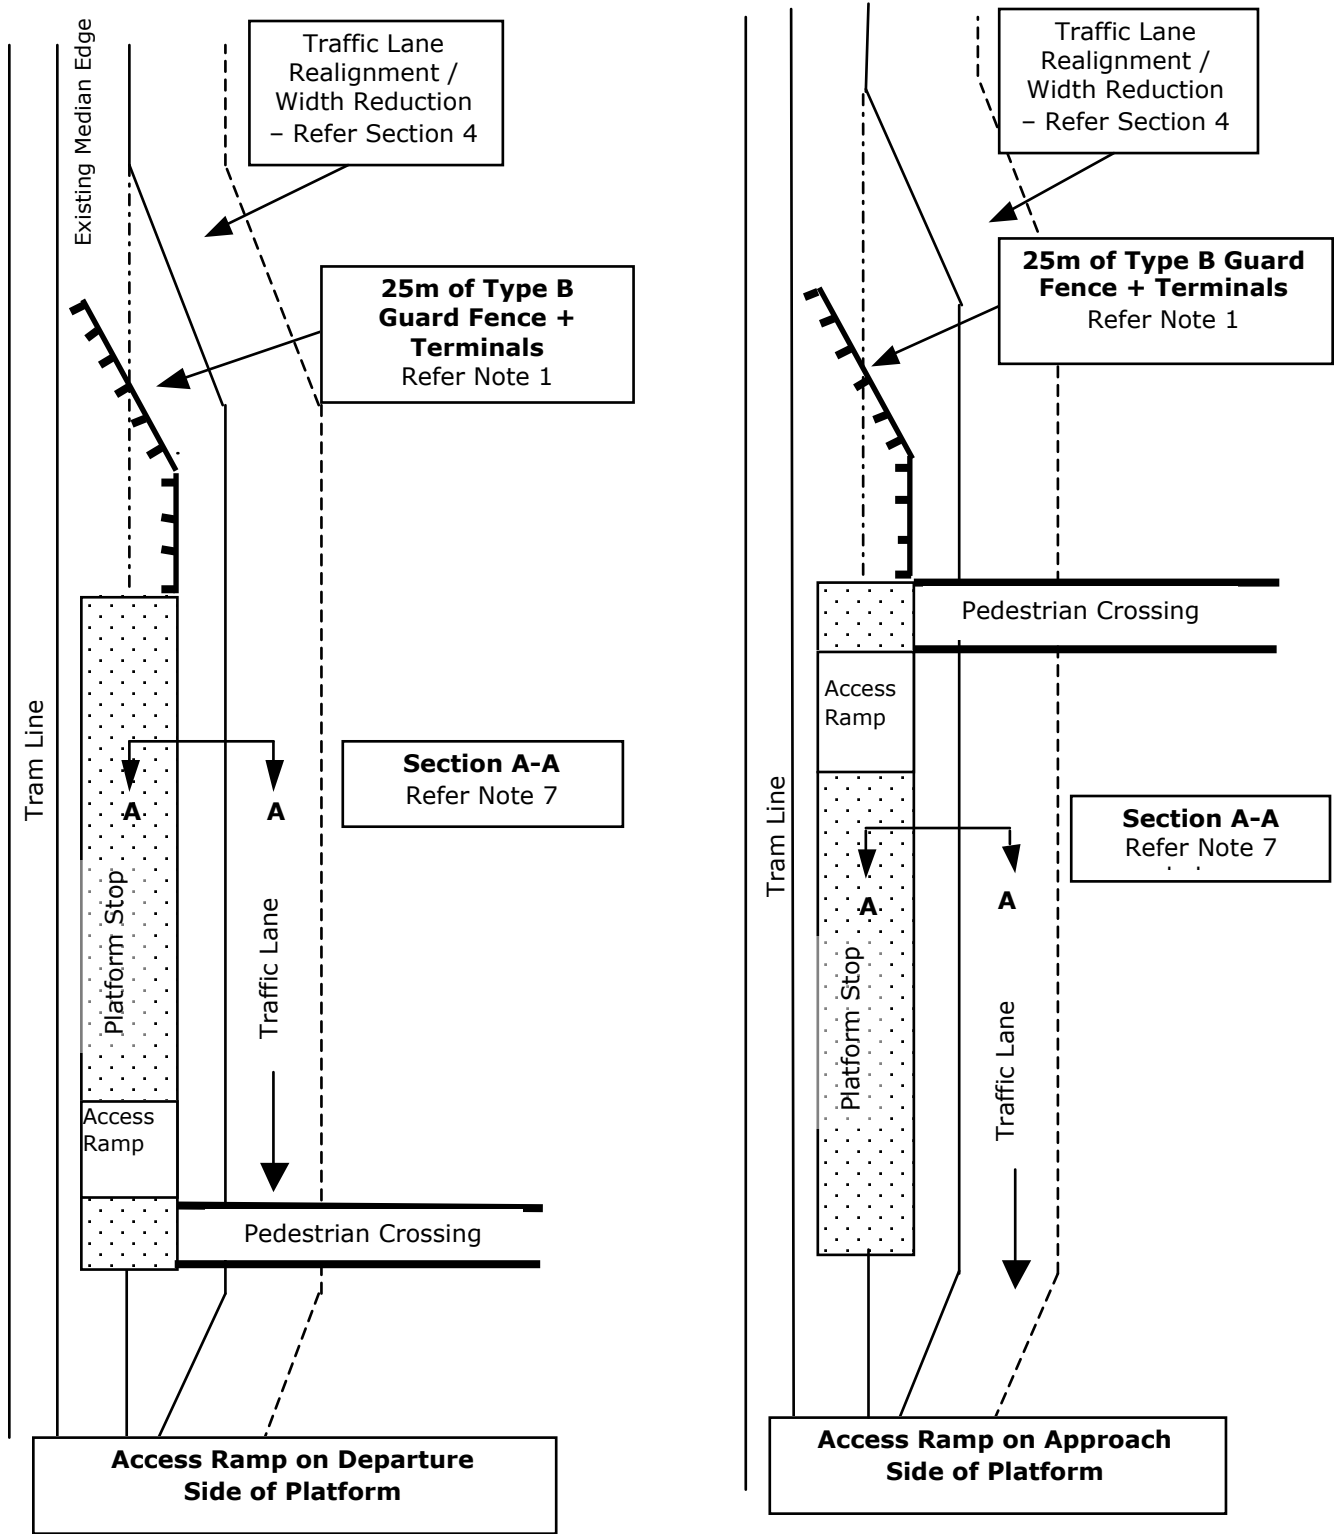 Existing Median Edge
Traffic Lane
Realignment /
Width Reduction
– Refer Section 4
25m of Type B
Guard Fence +
Terminals
Refer Note 1
Tram Line
Section A-A
Refer Note 7
A
A
Platform Stop
Traffic Lane
Access
Ramp
Pedestrian Crossing
Access Ramp on Departure
Side of Platform
Traffic Lane
Realignment /
Width Reduction
– Refer Section 4
25m of Type B Guard
Fence + Terminals
Refer Note 1
Pedestrian Crossing
Access
Ramp
Tram Line
Section A-A
Refer Note 7
A
A
Platform Stop
Traffic Lane
Access Ramp on Approach
Side of Platform